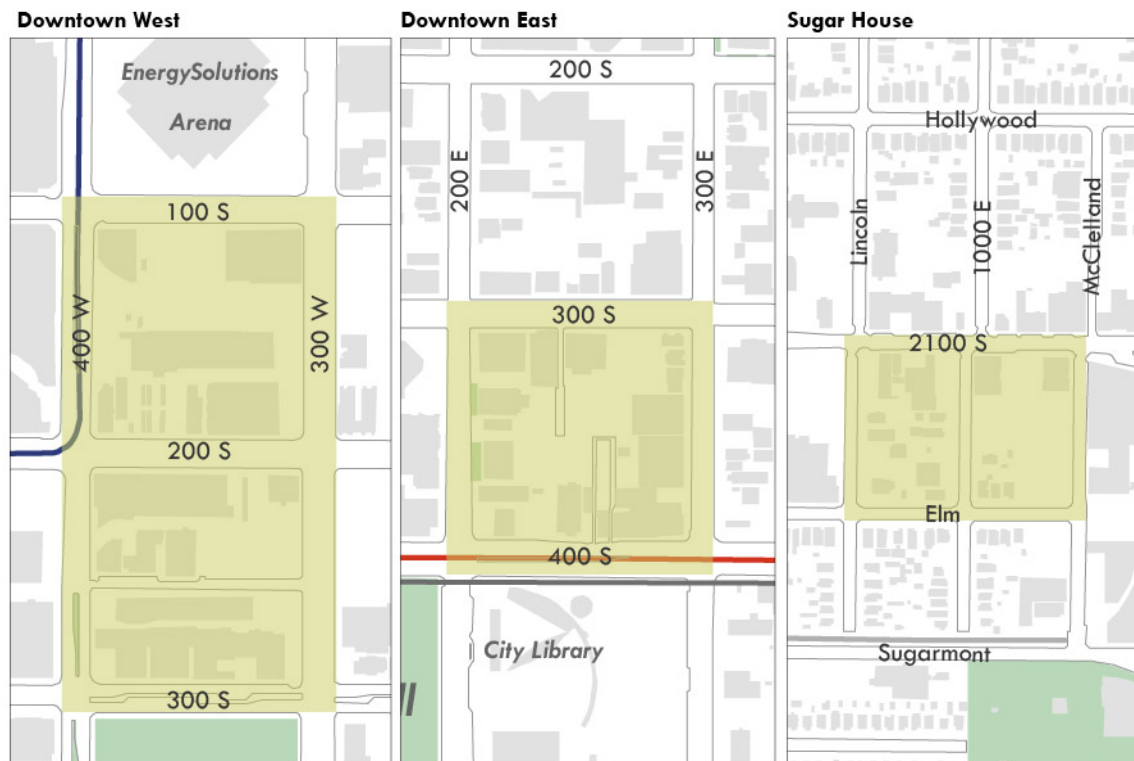 Downtown West
EnergySolutions
Arena
100 S
400 W
300 W
200 S
300 S
Downtown East
200 S
200 E
300 E
300 S
400 S
City Library
Sugar House
Hollywood
Lincoln
1000 E
McClelland
2100 S
Elm
Sugarmont